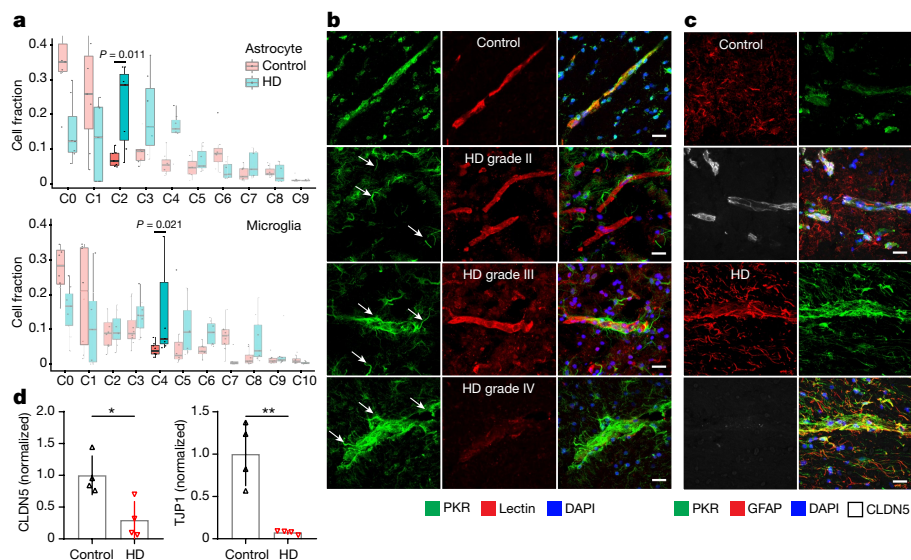 a
0.4
P = 0.011
Astrocyte
Control
HD
0.3
Cell fraction
0.2
0.1
0
C0 C1 C2 C3 C4 C5 C6 C7 C8 C9
0.4
P = 0.021
Microglia
0.3
Cell fraction
0.2
0.1
0
C0 C1 C2 C3 C4 C5 C6 C7 C8 C9 C10
b
Control
HD grade II
HD grade III
HD grade IV
PKR Lectin DAPI
c
Control
HD
PKR GFAP DAPI CLDN5
d
2.0
*
1.5
CLDN5 (normalized)
1.0
0.5
0
Control HD
1.5
**
TJP1 (normalized)
1.0
0.5
0
Control HD